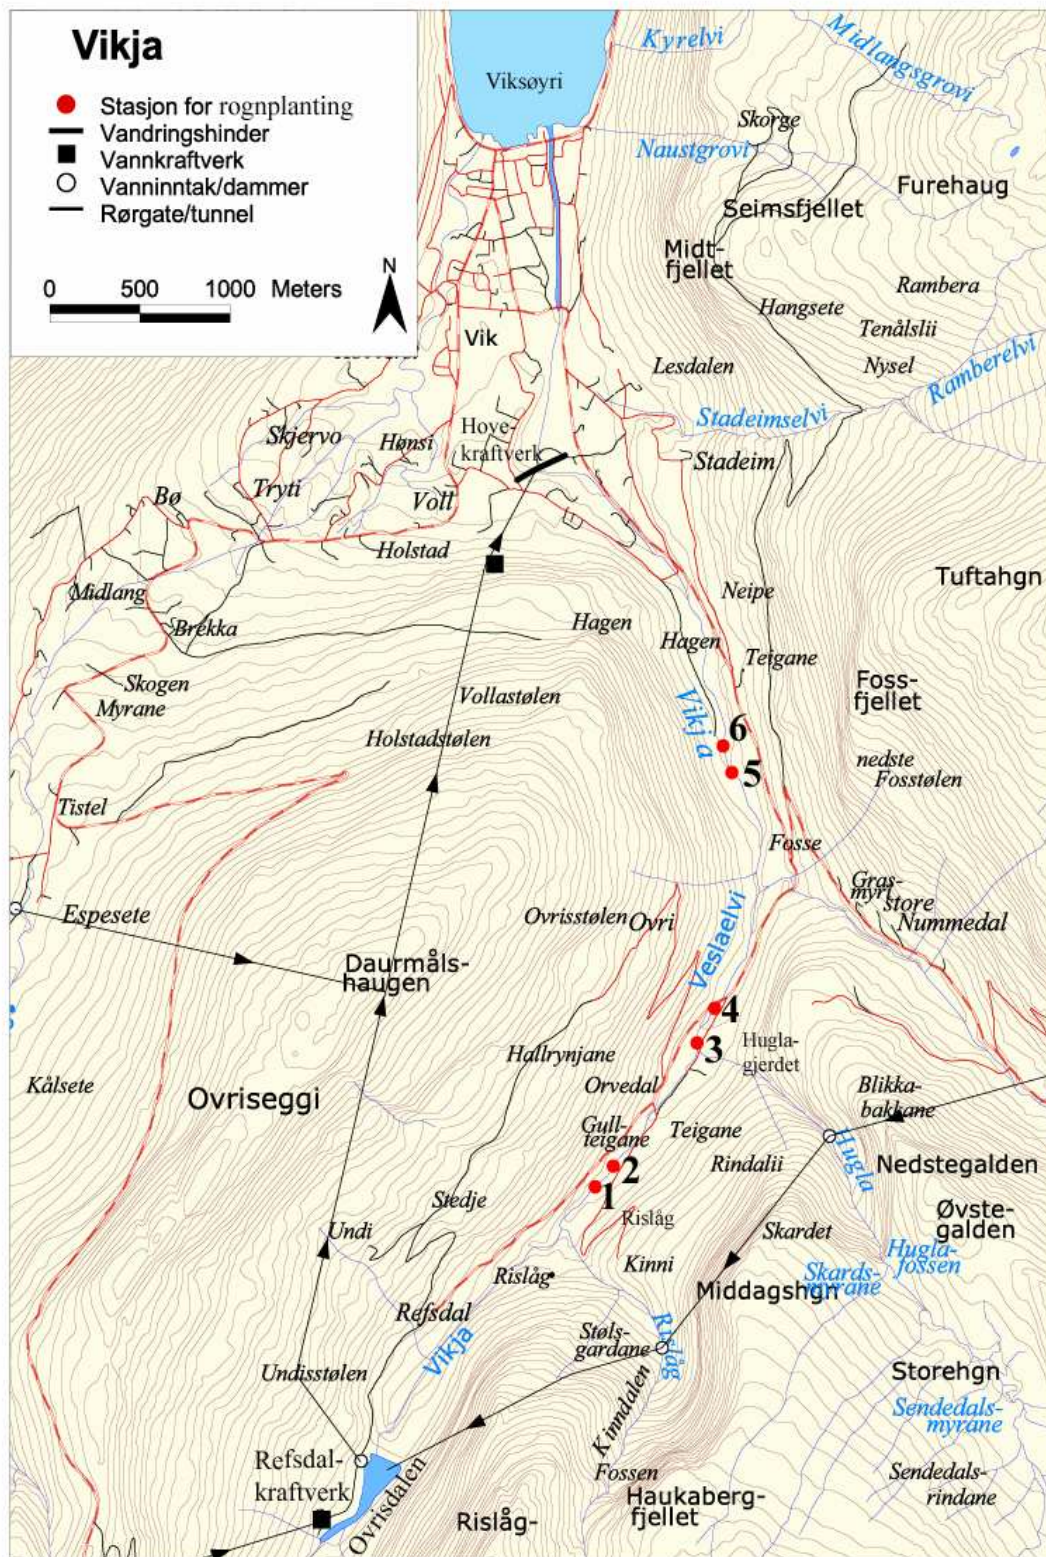 Vikja
Stasjon for rognplanting
Vandringshinder
Vannkraftverk
Vanninntak/dammer
Rørgate/tunnel
0 500 1000 Meters
N
Viksøyri
Kyrelvi
Midlangsgrovi
Skorge
Naustgrovi
Furehaug
Seimsfjellet
Midt-
fjellet
Rambera
Hangsete
Tenålslii
Vik
Lesdalen
Nysel
Ramberelvi
Stadeimselvi
Skjervo
Hønsi
Hove-
kraftverk
Stadeim
Bø
Tryti
Voll
Holstad
Tuftahgn
Midlang
Neipe
Brekka
Hagen
Hagen
Teigane
Skogen
Myrane
Vollastølen
Foss-
fjellet
Vikja
Holstadstølen
6
nedste
Fosstølen
5
Tistel
Fosse
Gras-
myri
store
Nummedal
Espesete
Ovrisstølen
Ovri
Veslaelvi
Daurmåls-
haugen
4
3
Hugla-
gjerdet
Hallrynjane
Kålsete
Orvedal
Blikka-
bakkane
Ovriseggi
Gull-
teigane
Teigane
Hugla
Rindalii
Nedstegalden
2
1
Stedje
Rislåg
Øvste-
galden
Undi
Skardet
Hugla-
fossen
Kinni
Skards-
myrane
Rislåg
Middagshgn
Refsdal
Vikja
Støls-
gardane
Rislåg
Undisstølen
Storehgn
Kinndalen
Sendedals-
myrane
Refsdal-
kraftverk
Ovrisdalen
Fossen
Sendedals-
rindane
Haukaberg-
fjellet
Rislåg-